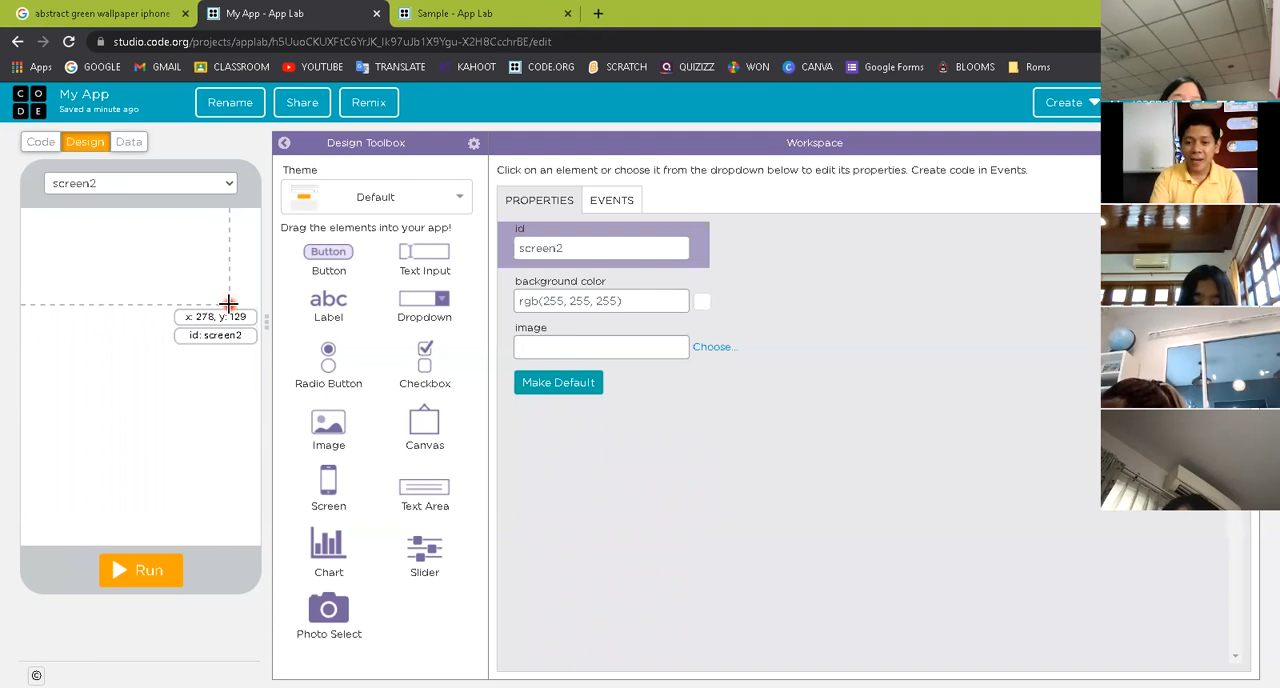 abstract green wallpaper iphone
My App - App Lab
Sample - App Lab
studio.code.org/projects/applab/h5UuoCKUXFtC6YrJK_Ik97uJb1X9Ygu-X2H8CcchrBE/edit
Apps GOOGLE GMAIL CLASSROOM YOUTUBE TRANSLATE KAHOOT CODE.ORG SCRATCH QUIZIZZ WON CANVA Google Forms BLOOMS Roms
C O D E
My App
Saved a minute ago
Rename
Share
Remix
Create
Code
Design
Data
Design Toolbox
Workspace
screen2
Theme
Default
Drag the elements into your app!
Button
Button
Text Input
abc
Label
Dropdown
Radio Button
Checkbox
Image
Canvas
Screen
Text Area
Chart
Slider
Photo Select
Click on an element or choose it from the dropdown below to edit its properties. Create code in Events.
PROPERTIES
EVENTS
id
screen2
background color
rgb(255, 255, 255)
image
Choose...
Make Default
x: 278, y: 129
id: screen2
Run
©